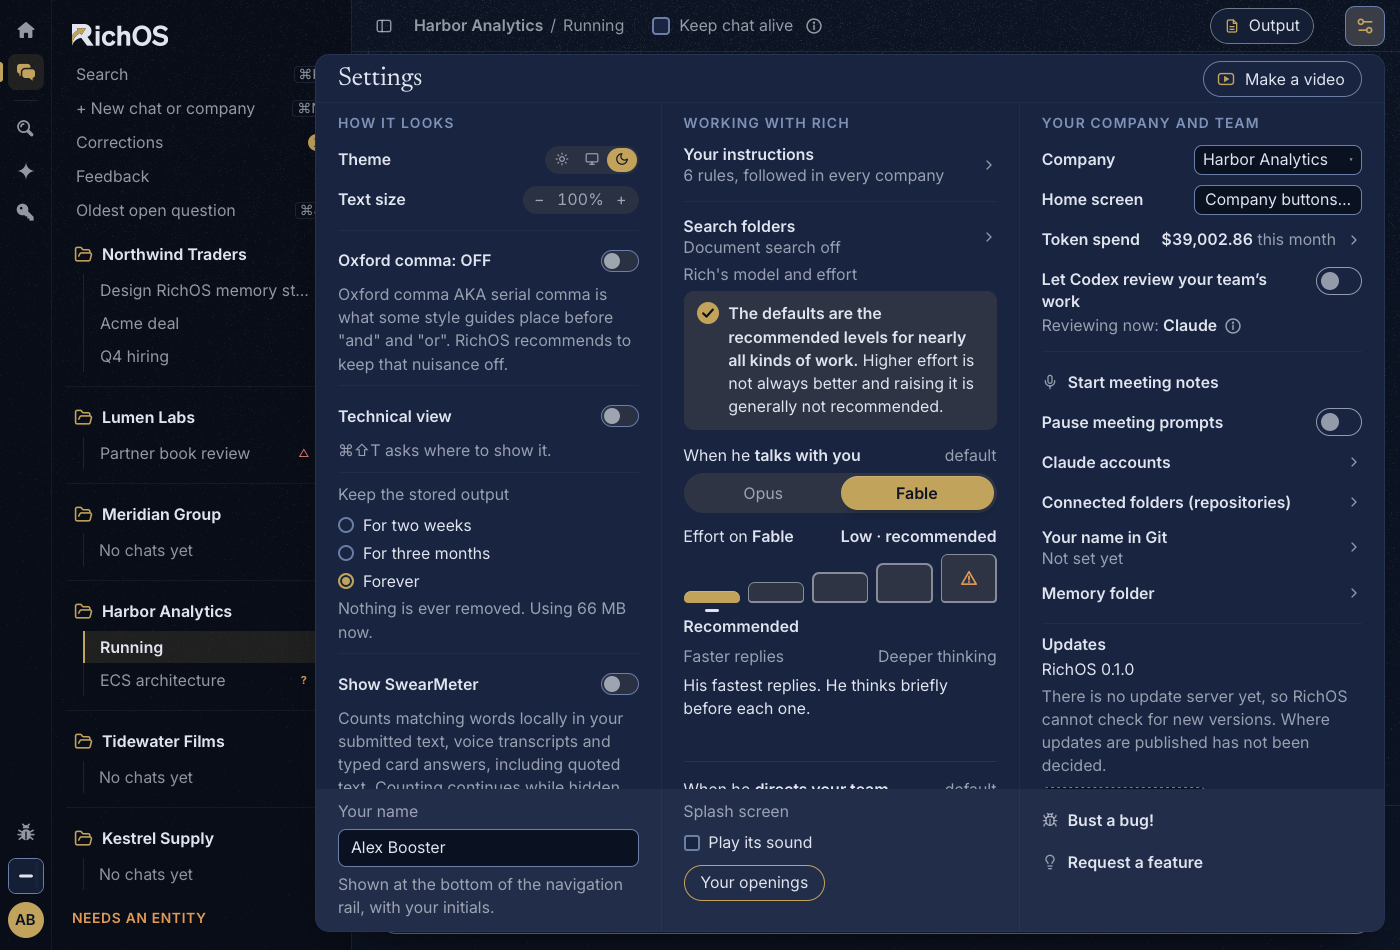 RichOS
Search
+ New chat or company
Corrections
Feedback
Oldest open question
Northwind Traders
Design RichOS memory st...
Acme deal
Q4 hiring
Lumen Labs
Partner book review
Meridian Group
No chats yet
Harbor Analytics
Running
ECS architecture ?
Tidewater Films
No chats yet
Kestrel Supply
No chats yet
NEEDS AN ENTITY
AB
Harbor Analytics / Running
Keep chat alive
Output
Settings
Make a video
HOW IT LOOKS
Theme
Text size − 100% +
Oxford comma: OFF
Oxford comma AKA serial comma is
what some style guides place before
"and" and "or". RichOS recommends to
keep that nuisance off.
Technical view
⌘⇧T asks where to show it.
Keep the stored output
For two weeks
For three months
Forever
Nothing is ever removed. Using 66 MB
now.
Show SwearMeter
Counts matching words locally in your
submitted text, voice transcripts and
typed card answers, including quoted
text. Counting continues while hidden
Your name
Alex Booster
Shown at the bottom of the navigation
rail, with your initials.
WORKING WITH RICH
Your instructions
6 rules, followed in every company
Search folders
Document search off
Rich's model and effort
The defaults are the
recommended levels for nearly
all kinds of work. Higher effort is
not always better and raising it is
generally not recommended.
When he talks with you default
Opus Fable
Effort on Fable Low · recommended
Recommended
Faster replies Deeper thinking
His fastest replies. He thinks briefly
before each one.
When he directs your team default
Splash screen
Play its sound
Your openings
YOUR COMPANY AND TEAM
Company Harbor Analytics
Home screen Company buttons...
Token spend $39,002.86 this month
Let Codex review your team’s
work
Reviewing now: Claude
Start meeting notes
Pause meeting prompts
Claude accounts
Connected folders (repositories)
Your name in Git
Not set yet
Memory folder
Updates
RichOS 0.1.0
There is no update server yet, so RichOS
cannot check for new versions. Where
updates are published has not been
decided.
Bust a bug!
Request a feature